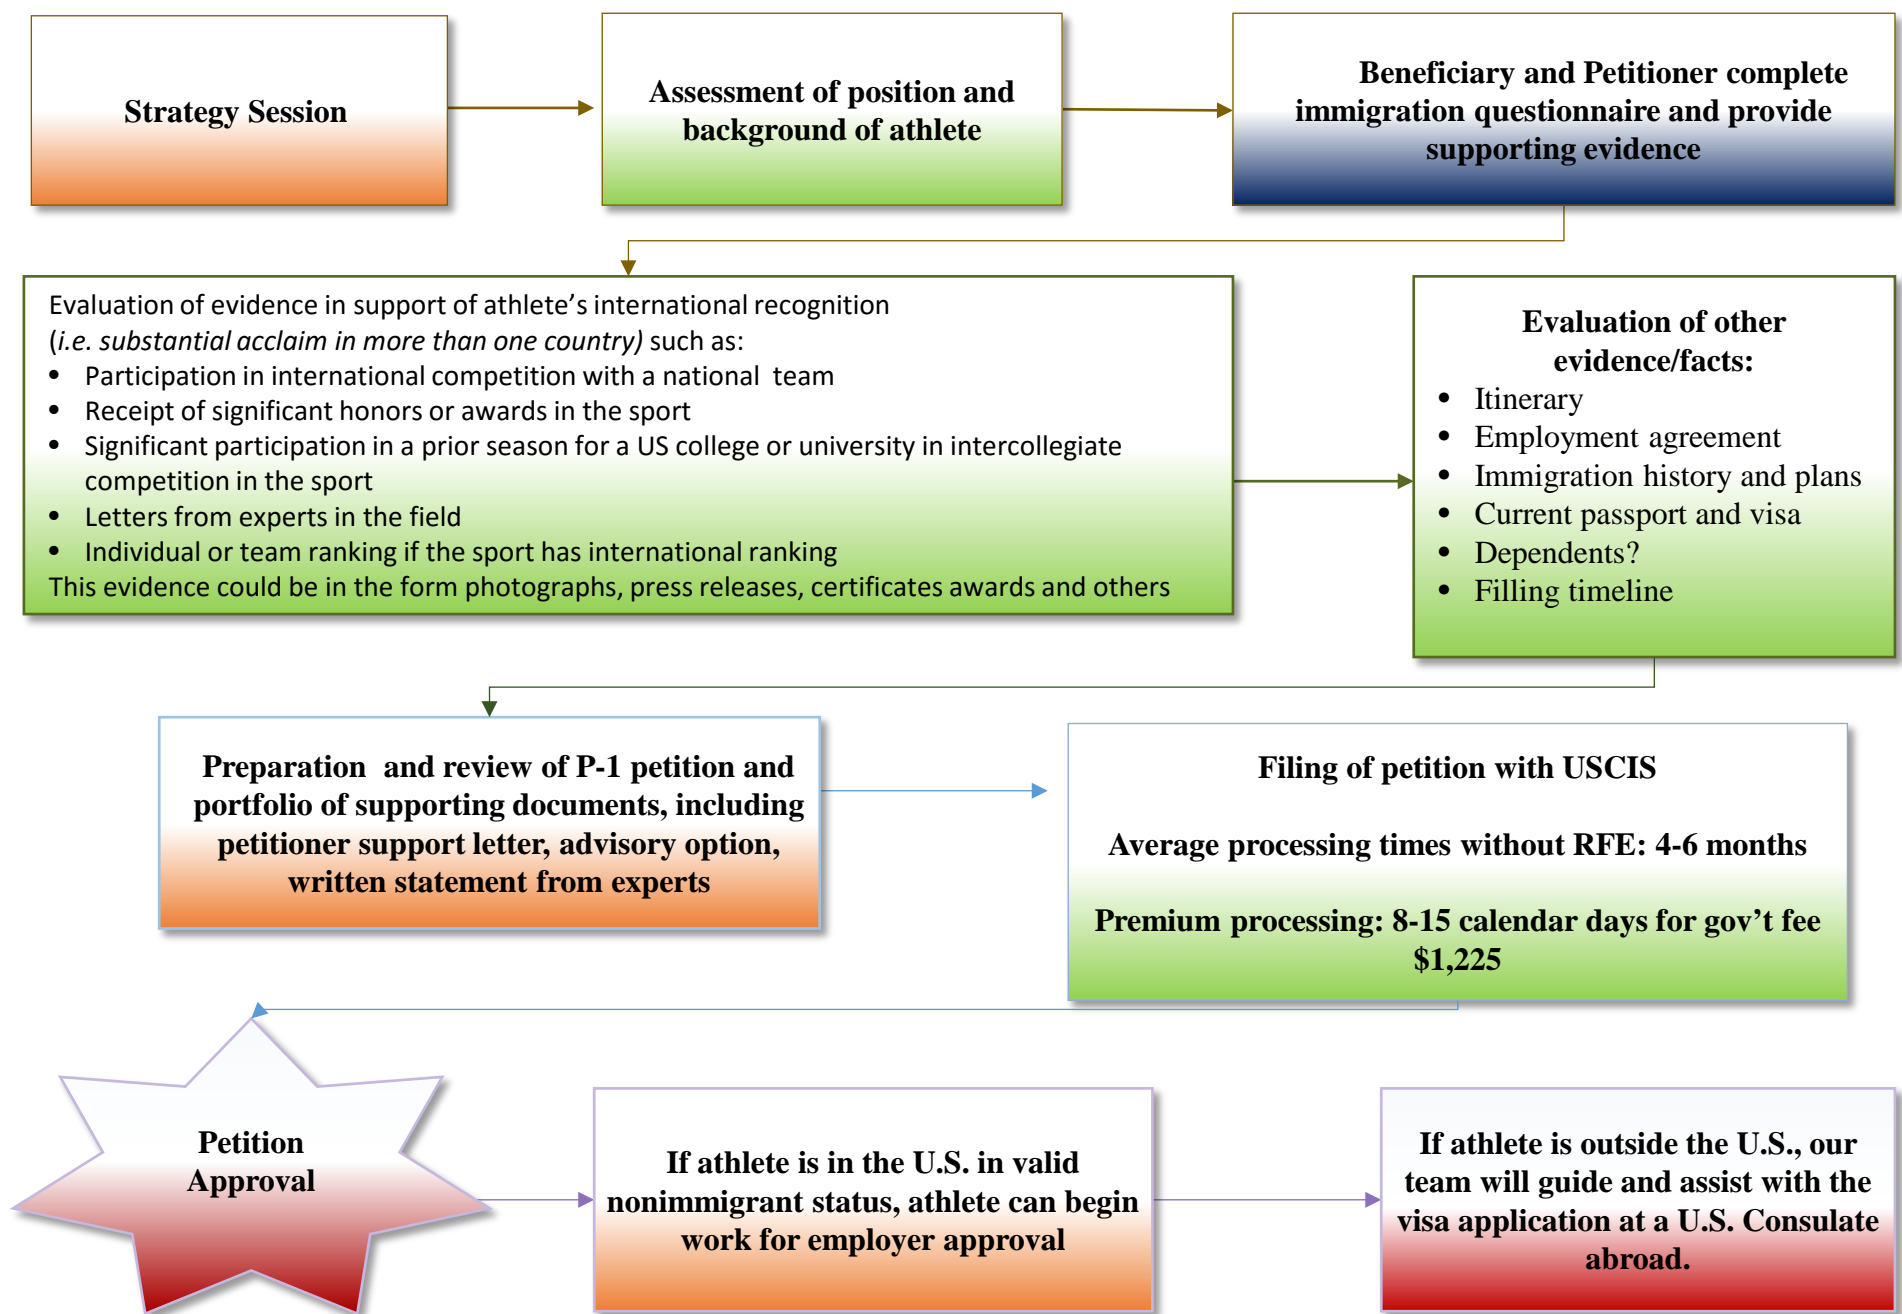 Strategy Session
Assessment of position and
background of athlete
Beneficiary and Petitioner complete
immigration questionnaire and provide
supporting evidence
Evaluation of evidence in support of athlete’s international recognition
(i.e. substantial acclaim in more than one country) such as:
• Participation in international competition with a national team
• Receipt of significant honors or awards in the sport
• Significant participation in a prior season for a US college or university in intercollegiate
competition in the sport
• Letters from experts in the field
• Individual or team ranking if the sport has international ranking
This evidence could be in the form photographs, press releases, certificates awards and others
Evaluation of other
evidence/facts:
• Itinerary
• Employment agreement
• Immigration history and plans
• Current passport and visa
• Dependents?
• Filling timeline
Preparation and review of P-1 petition and
portfolio of supporting documents, including
petitioner support letter, advisory option,
written statement from experts
Filing of petition with USCIS
Average processing times without RFE: 4-6 months
Premium processing: 8-15 calendar days for gov’t fee
$1,225
Petition
Approval
If athlete is in the U.S. in valid
nonimmigrant status, athlete can begin
work for employer approval
If athlete is outside the U.S., our
team will guide and assist with the
visa application at a U.S. Consulate
abroad.